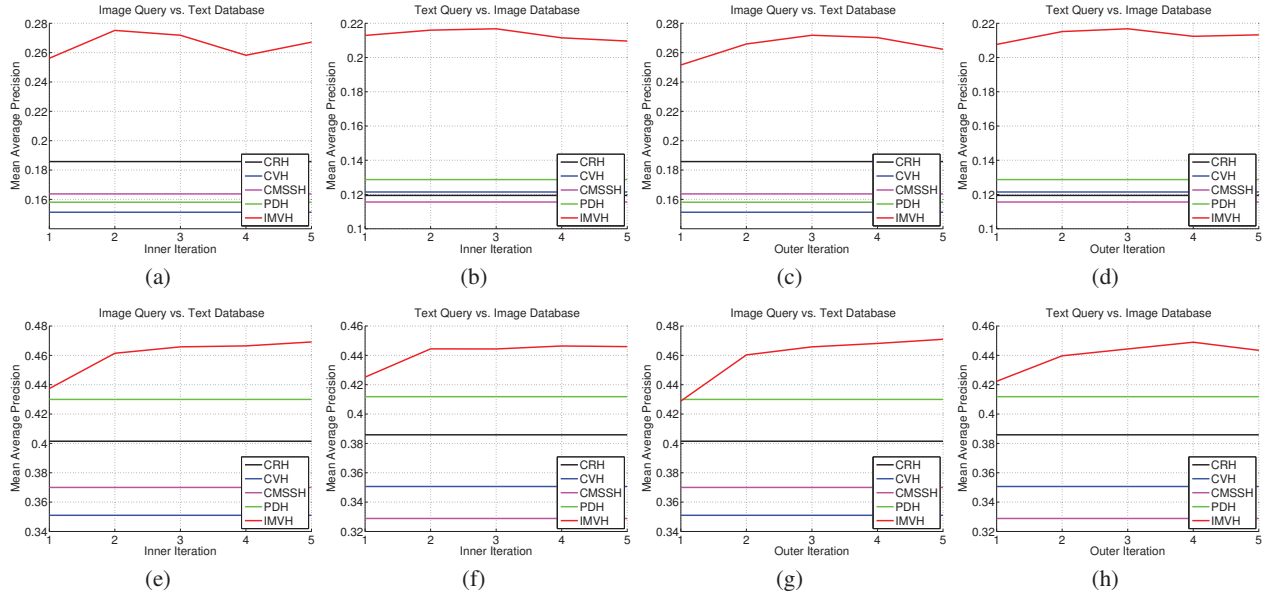 Image Query vs. Text Database
0.28
0.26
0.24
0.22
0.2
0.18
0.16
Mean Average Precision
CRH
CVH
CMSSH
PDH
IMVH
1 2 3 4 5
Inner Iteration
(a)
Text Query vs. Image Database
0.22
0.2
0.18
0.16
0.14
0.12
0.1
Mean Average Precision
CRH
CVH
CMSSH
PDH
IMVH
1 2 3 4 5
Inner Iteration
(b)
Image Query vs. Text Database
0.28
0.26
0.24
0.22
0.2
0.18
0.16
Mean Average Precision
CRH
CVH
CMSSH
PDH
IMVH
1 2 3 4 5
Outer Iteration
(c)
Text Query vs. Image Database
0.22
0.2
0.18
0.16
0.14
0.12
0.1
Mean Average Precision
CRH
CVH
CMSSH
PDH
IMVH
1 2 3 4 5
Outer Iteration
(d)
Image Query vs. Text Database
0.48
0.46
0.44
0.42
0.4
0.38
0.36
0.34
Mean Average Precision
CRH
CVH
CMSSH
PDH
IMVH
1 2 3 4 5
Inner Iteration
(e)
Text Query vs. Image Database
0.46
0.44
0.42
0.4
0.38
0.36
0.34
0.32
Mean Average Precision
CRH
CVH
CMSSH
PDH
IMVH
1 2 3 4 5
Inner Iteration
(f)
Image Query vs. Text Database
0.48
0.46
0.44
0.42
0.4
0.38
0.36
0.34
Mean Average Precision
CRH
CVH
CMSSH
PDH
IMVH
1 2 3 4 5
Outer Iteration
(g)
Text Query vs. Image Database
0.46
0.44
0.42
0.4
0.38
0.36
0.34
0.32
Mean Average Precision
CRH
CVH
CMSSH
PDH
IMVH
1 2 3 4 5
Outer Iteration
(h)